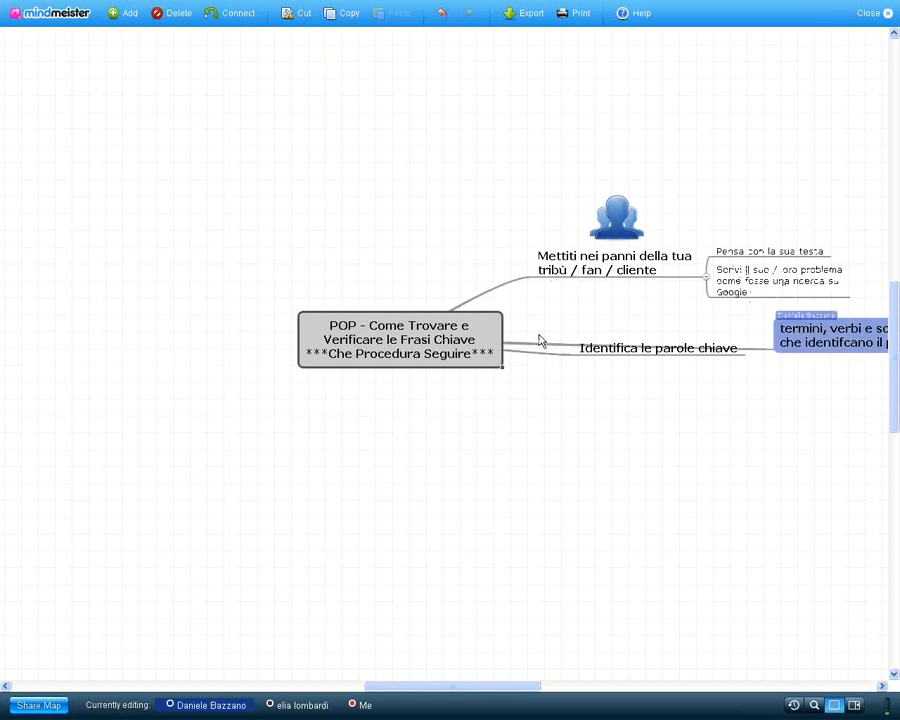 mindmeister
Add
Delete
Connect
Cut
Copy
Export
Print
Help
Close
Mettiti nei panni della tua
tribù / fan / cliente
Pensa con la sua testa
Scrivi il suo / loro problema
come fosse una ricerca su
Google
POP - Come Trovare e
Verificare le Frasi Chiave
***Che Procedura Seguire***
Identifica le parole chiave
Daniele Bazzano
termini, verbi e
che identifcano il
Share Map
Currently editing:
Daniele Bazzano
elia lombardi
Me